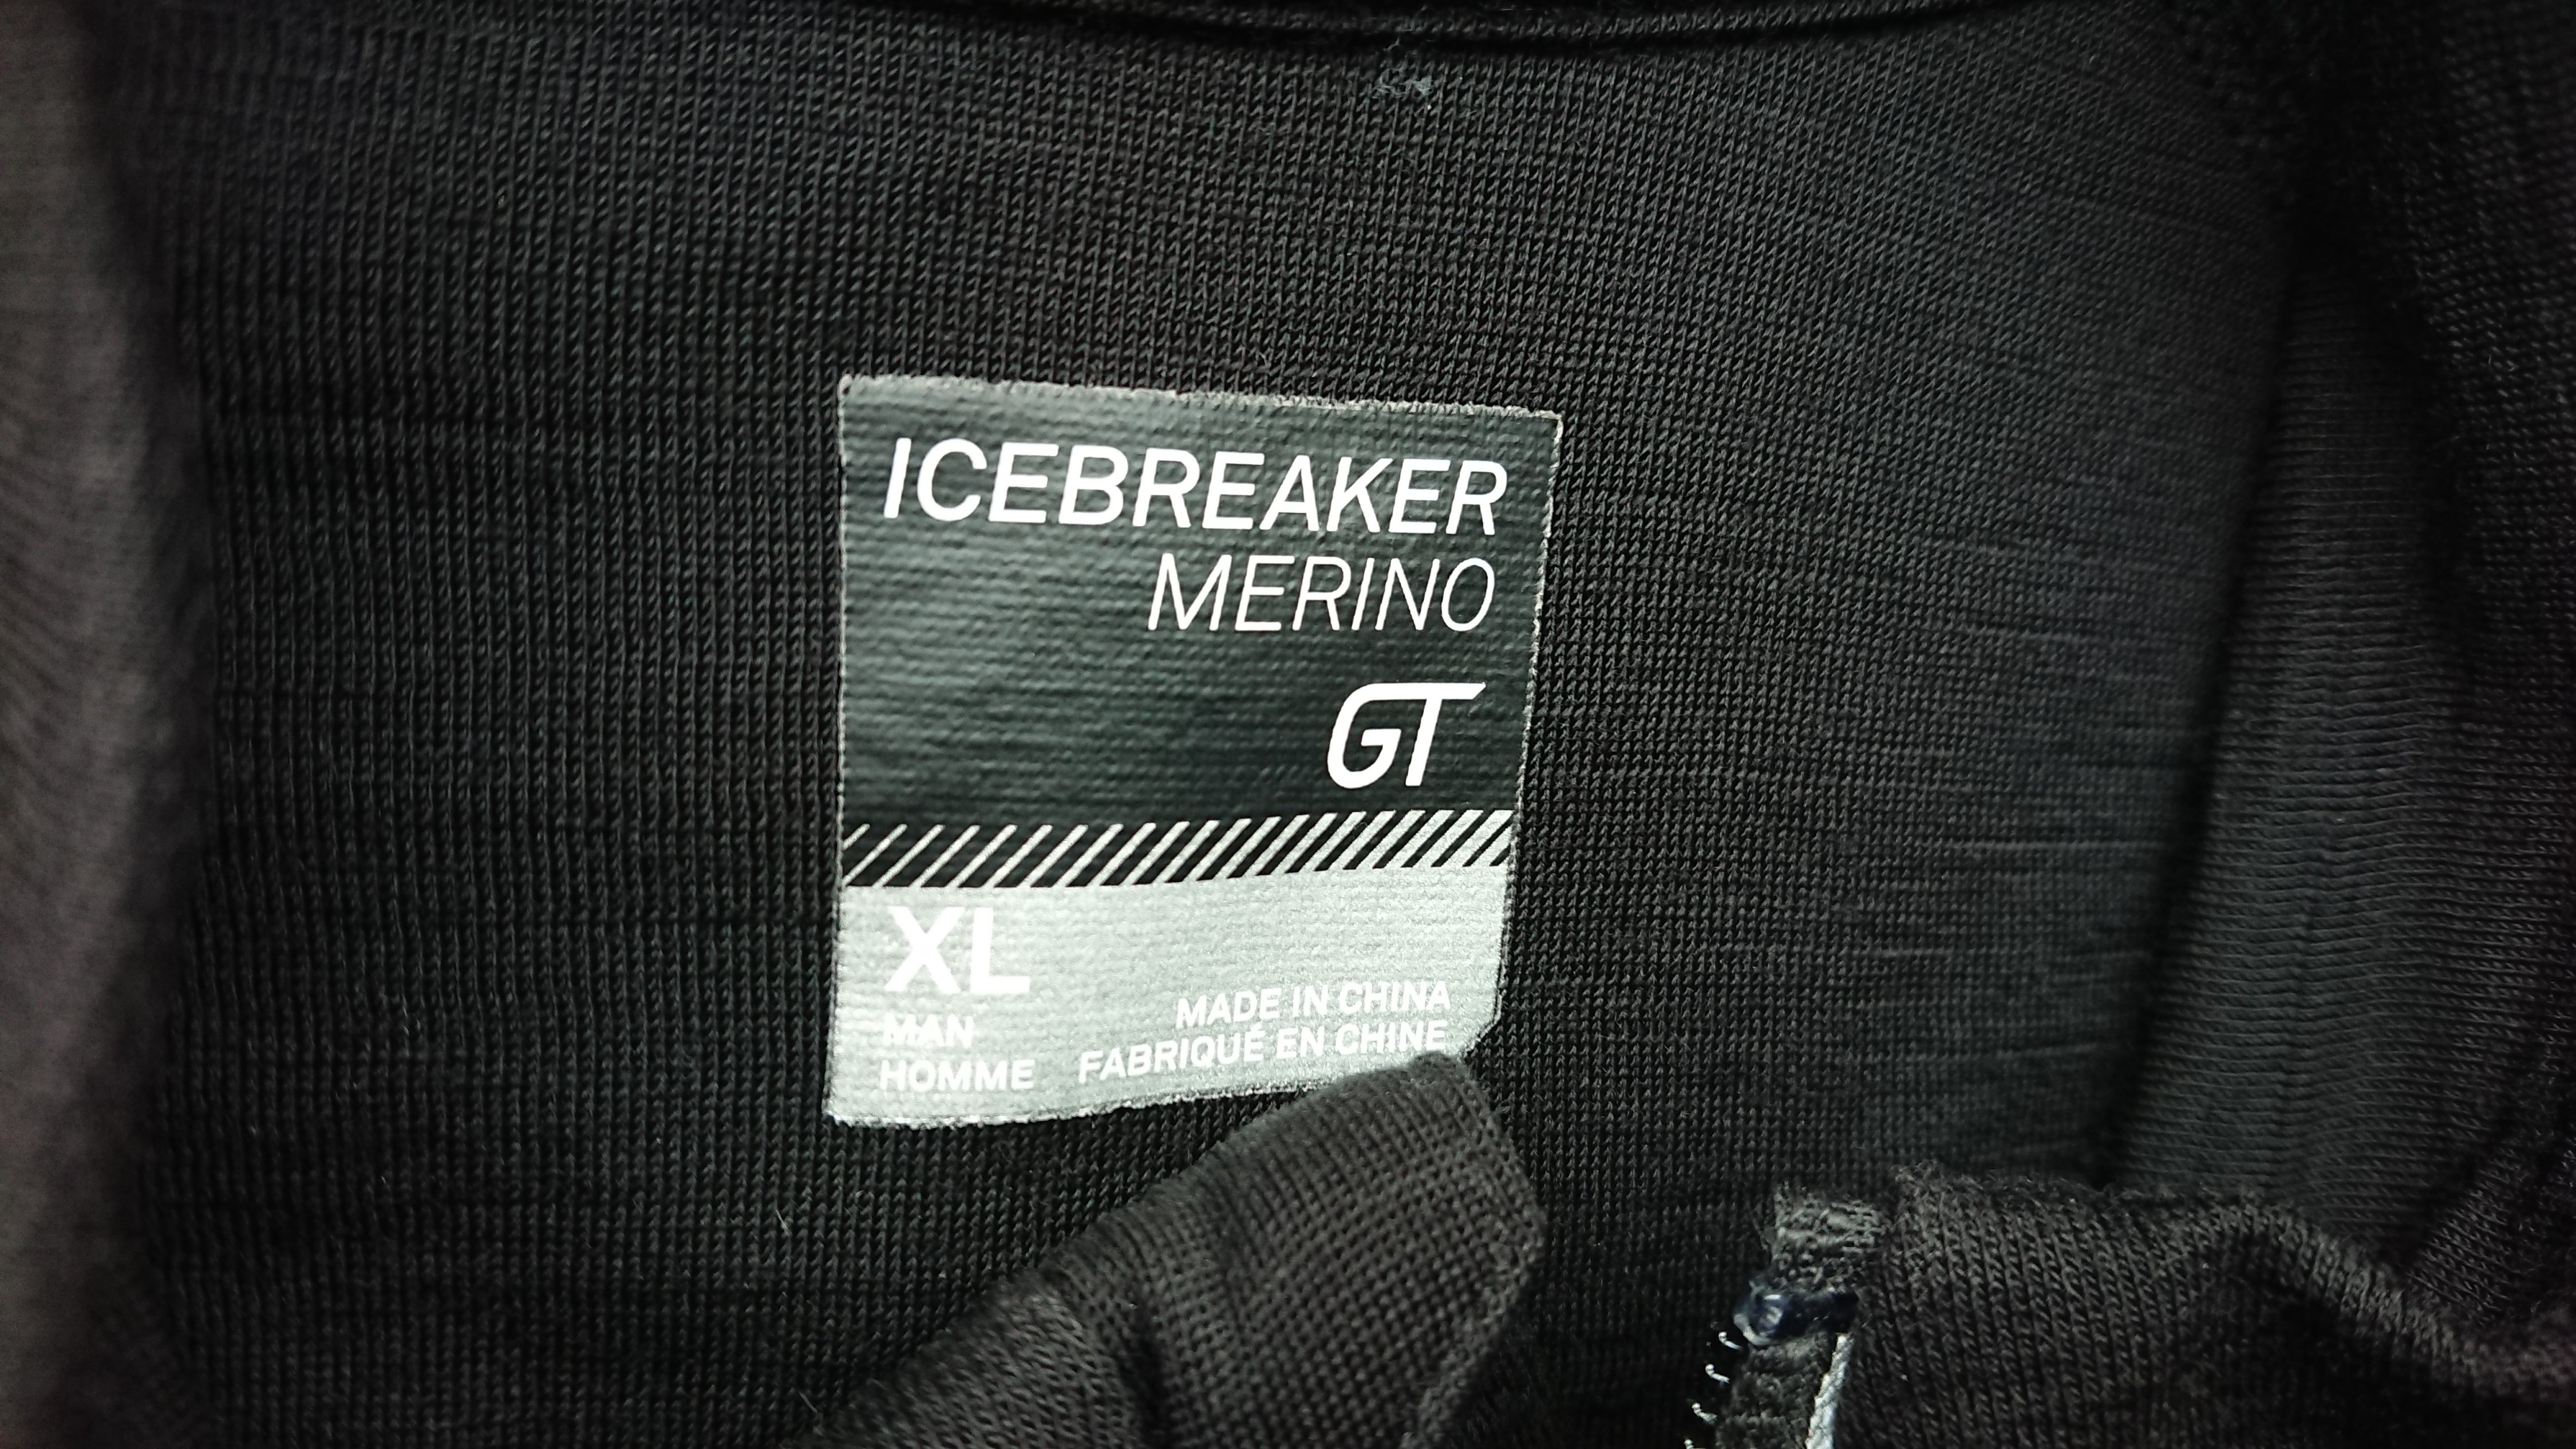 ICEBREAKER
MERINO
GT
XL
MAN
HOMME
MADE IN CHINA
FABRIQUÉ EN CHINE